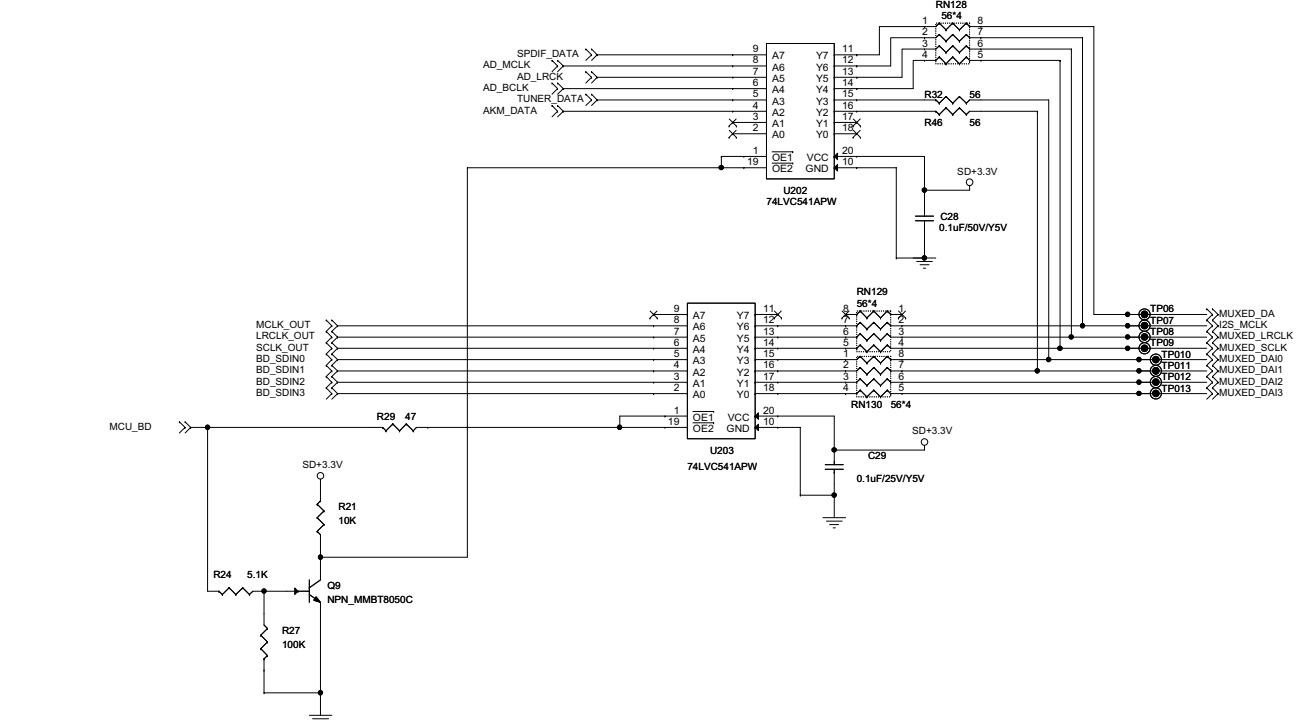 RN128
56*4
1 8
2 7
3 6
4 5
SPDIF_DATA 9 A7 Y7 11
AD_MCLK 8 A6 Y6 12
AD_LRCK 7 A5 Y5 13
AD_BCLK 6 A4 Y4 14
TUNER_DATA 5 A3 Y3 15 R32 56
AKM_DATA 4 A2 Y2 16 R46 56
3 A1 Y1 17
2 A0 Y0 18
1 OE1 VCC 20
19 OE2 GND 10
SD+3.3V
U202
74LVC541APW
C28
0.1uF/50V/Y5V
RN129
56*4
9 A7 Y7 11 8 1 TP06 MUXED_DA
MCLK_OUT 8 A6 Y6 12 7 2 TP07 I2S_MCLK
LRCLK_OUT 7 A5 Y5 13 6 3 TP08 MUXED_LRCLK
SCLK_OUT 6 A4 Y4 14 5 4 TP09 MUXED_SCLK
BD_SDIN0 5 A3 Y3 15 1 8 TP010 MUXED_DAI0
BD_SDIN1 4 A2 Y2 16 2 7 TP011 MUXED_DAI1
BD_SDIN2 3 A1 Y1 17 3 6 TP012 MUXED_DAI2
BD_SDIN3 2 A0 Y0 18 4 5 TP013 MUXED_DAI3
RN130 56*4
MCU_BD R29 47
1 OE1 VCC 20
19 OE2 GND 10
SD+3.3V
U203
74LVC541APW
C29
0.1uF/25V/Y5V
SD+3.3V
R21
10K
R24 5.1K
Q9
NPN_MMBT8050C
R27
100K